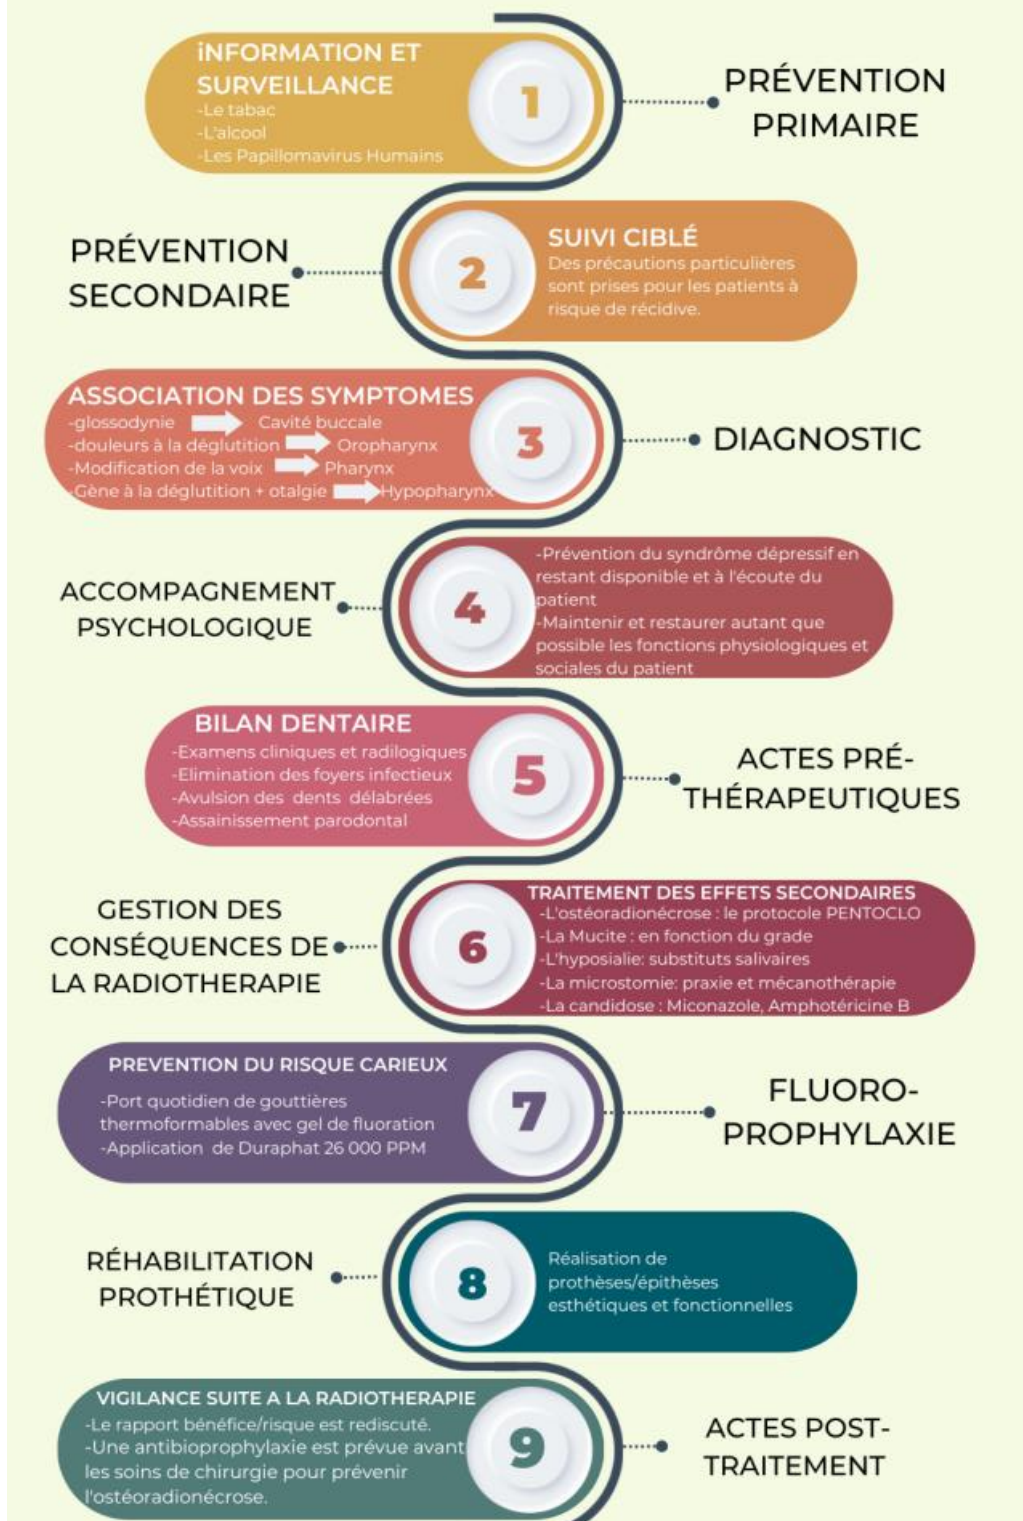 iNFORMATION ET
SURVEILLANCE
-Le tabac
-L'alcool
-Les Papillomavirus Humains
1
PRÉVENTION
PRIMAIRE
PRÉVENTION
SECONDAIRE
2
SUIVI CIBLÉ
Des précautions particulières
sont prises pour les patients à
risque de récidive.
ASSOCIATION DES SYMPTOMES
-glossodynie Cavité buccale
-douleurs à la déglutition Oropharynx
-Modification de la voix Pharynx
-Gène à la déglutition + otalgie Hypopharynx
3
DIAGNOSTIC
ACCOMPAGNEMENT
PSYCHOLOGIQUE
4
-Prévention du syndrôme dépressif en
restant disponible et à l'écoute du
patient
-Maintenir et restaurer autant que
possible les fonctions physiologiques et
sociales du patient
BILAN DENTAIRE
-Examens cliniques et radilogiques
-Elimination des foyers infectieux
-Avulsion des dents délabrées
-Assainissement parodontal
5
ACTES PRÉ-
THÉRAPEUTIQUES
GESTION DES
CONSÉQUENCES DE
LA RADIOTHERAPIE
6
TRAITEMENT DES EFFETS SECONDAIRES
-L'ostéoradionécrose : le protocole PENTOCLO
-La Mucite : en fonction du grade
-L'hyposialie: substituts salivaires
-La microstomie: praxie et mécanothérapie
-La candidose : Miconazole, Amphotéricine B
PREVENTION DU RISQUE CARIEUX
-Port quotidien de gouttières
thermoformables avec gel de fluoration
-Application de Duraphat 26 000 PPM
7
FLUORO-
PROPHYLAXIE
RÉHABILITATION
PROTHÉTIQUE
8
Réalisation de
prothèses/épithèses
esthétiques et fonctionnelles
VIGILANCE SUITE A LA RADIOTHERAPIE
-Le rapport bénéfice/risque est rediscuté.
-Une antibioprophylaxie est prévue avant
les soins de chirurgie pour prévenir
l'ostéoradionécrose.
9
ACTES POST-
TRAITEMENT